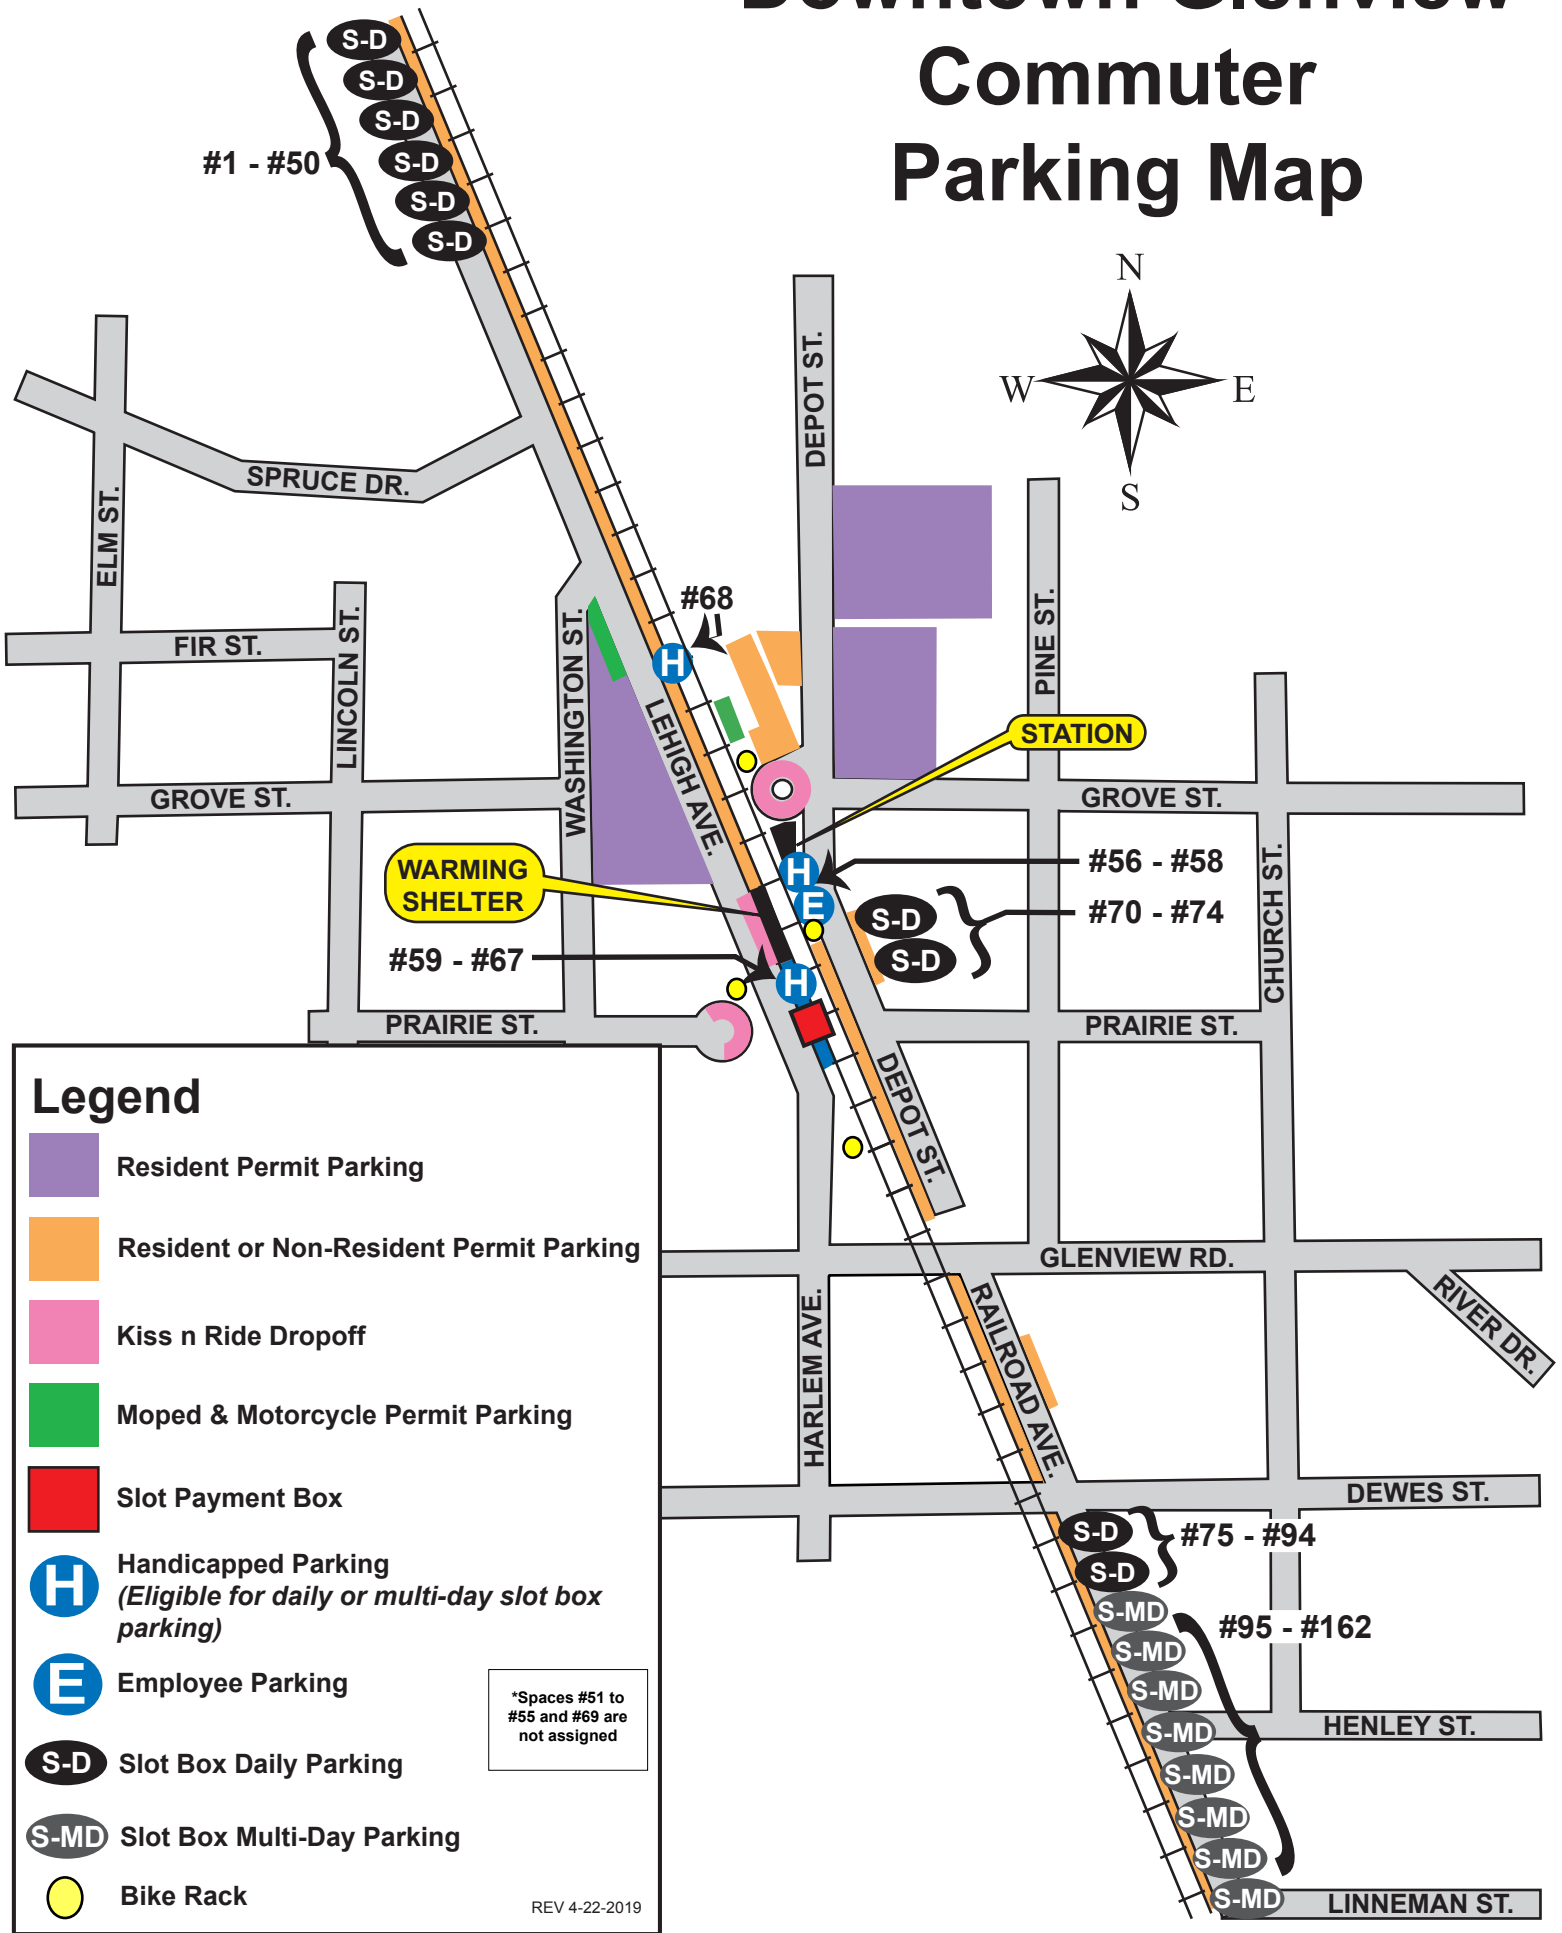 Downtown Glenview
Commuter
Parking Map
S-D
S-D
S-D
S-D
S-D
S-D
#1 - #50
N
W
E
S
DEPOT ST.
SPRUCE DR.
ELM ST.
FIR ST.
LINCOLN ST.
WASHINGTON ST.
#68
H
PINE ST.
LEHIGH AVE.
STATION
GROVE ST.
GROVE ST.
WARMING
SHELTER
H
E
#56 - #58
S-D
S-D
#70 - #74
CHURCH ST.
#59 - #67
H
PRAIRIE ST.
PRAIRIE ST.
DEPOT ST.
GLENVIEW RD.
RIVER DR.
HARLEM AVE.
RAILROAD AVE.
DEWES ST.
S-D
S-D
#75 - #94
S-MD
S-MD
S-MD
S-MD
S-MD
S-MD
S-MD
S-MD
#95 - #162
HENLEY ST.
LINNEMAN ST.
Legend
Resident Permit Parking
Resident or Non-Resident Permit Parking
Kiss n Ride Dropoff
Moped & Motorcycle Permit Parking
Slot Payment Box
H
Handicapped Parking
(Eligible for daily or multi-day slot box
parking)
E
Employee Parking
*Spaces #51 to
#55 and #69 are
not assigned
S-D
Slot Box Daily Parking
S-MD
Slot Box Multi-Day Parking
Bike Rack
REV 4-22-2019